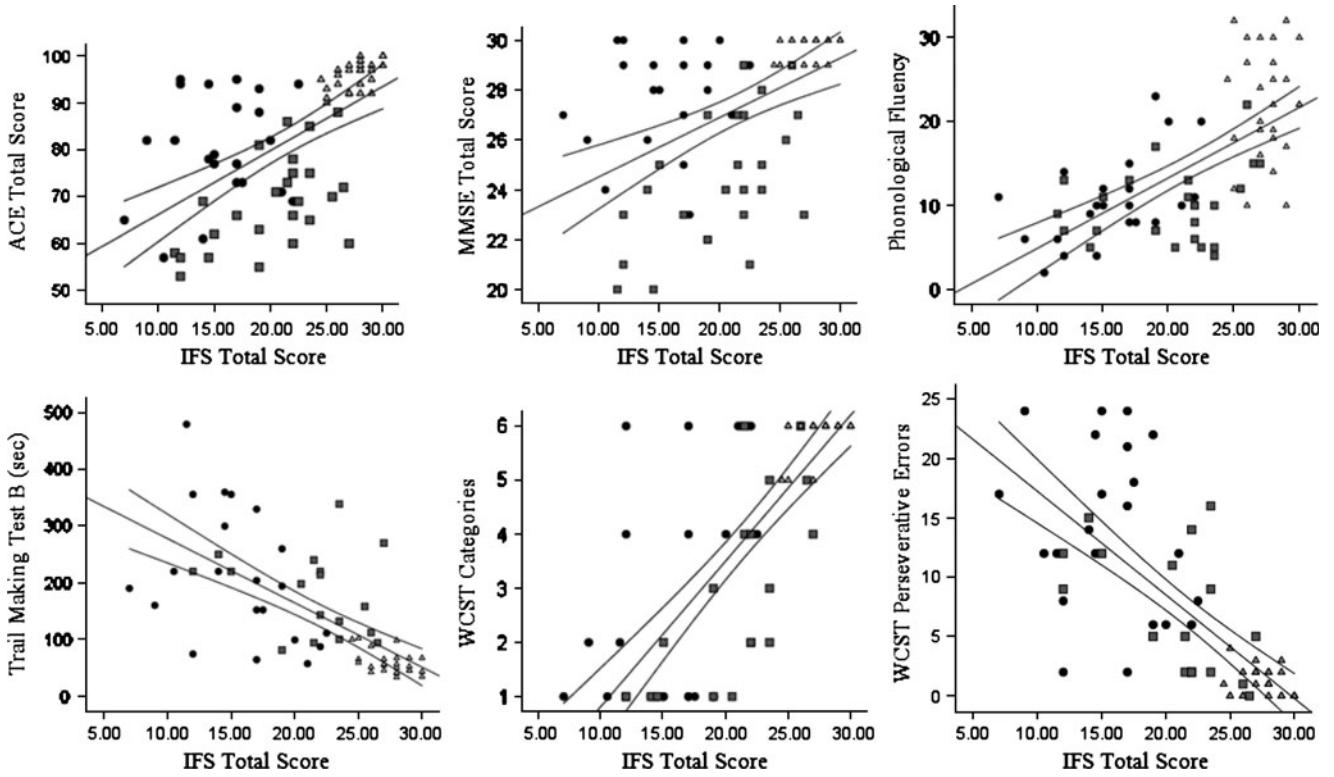 ACE Total Score
100
90
80
70
60
50
5.00 10.00 15.00 20.00 25.00 30.00
IFS Total Score
MMSE Total Score
30
28
26
24
22
20
5.00 10.00 15.00 20.00 25.00 30.00
IFS Total Score
Phonological Fluency
30
20
10
0
5.00 10.00 15.00 20.00 25.00 30.00
IFS Total Score
Trail Making Test B (sec)
500
400
300
200
100
0
5.00 10.00 15.00 20.00 25.00 30.00
IFS Total Score
WCST Categories
6
5
4
3
2
1
5.00 10.00 15.00 20.00 25.00 30.00
IFS Total Score
WCST Perseverative Errors
25
20
15
10
5
0
5.00 10.00 15.00 20.00 25.00 30.00
IFS Total Score